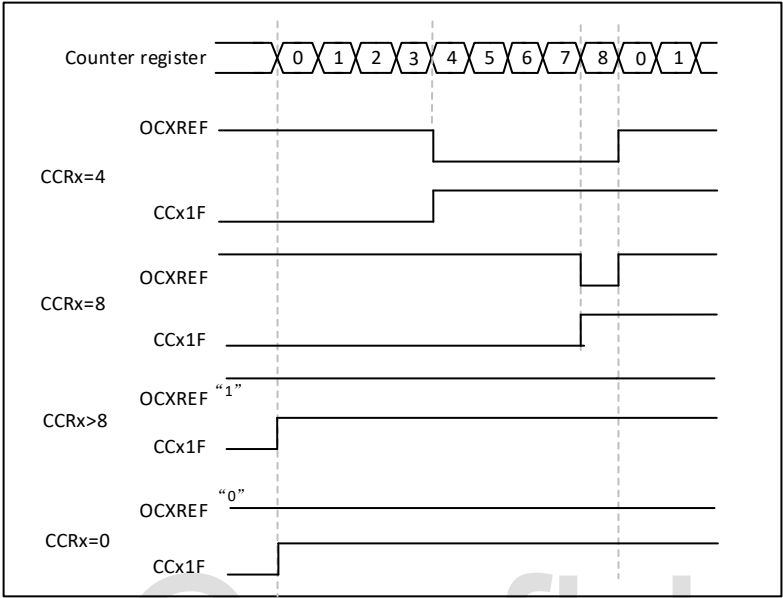 Counter register 0 1 2 3 4 5 6 7 8 0 1
OCXREF
CCRx=4
CCx1F
OCXREF
CCRx=8
CCx1F
OCXREF “1”
CCRx>8
CCx1F
OCXREF “0”
CCRx=0
CCx1F